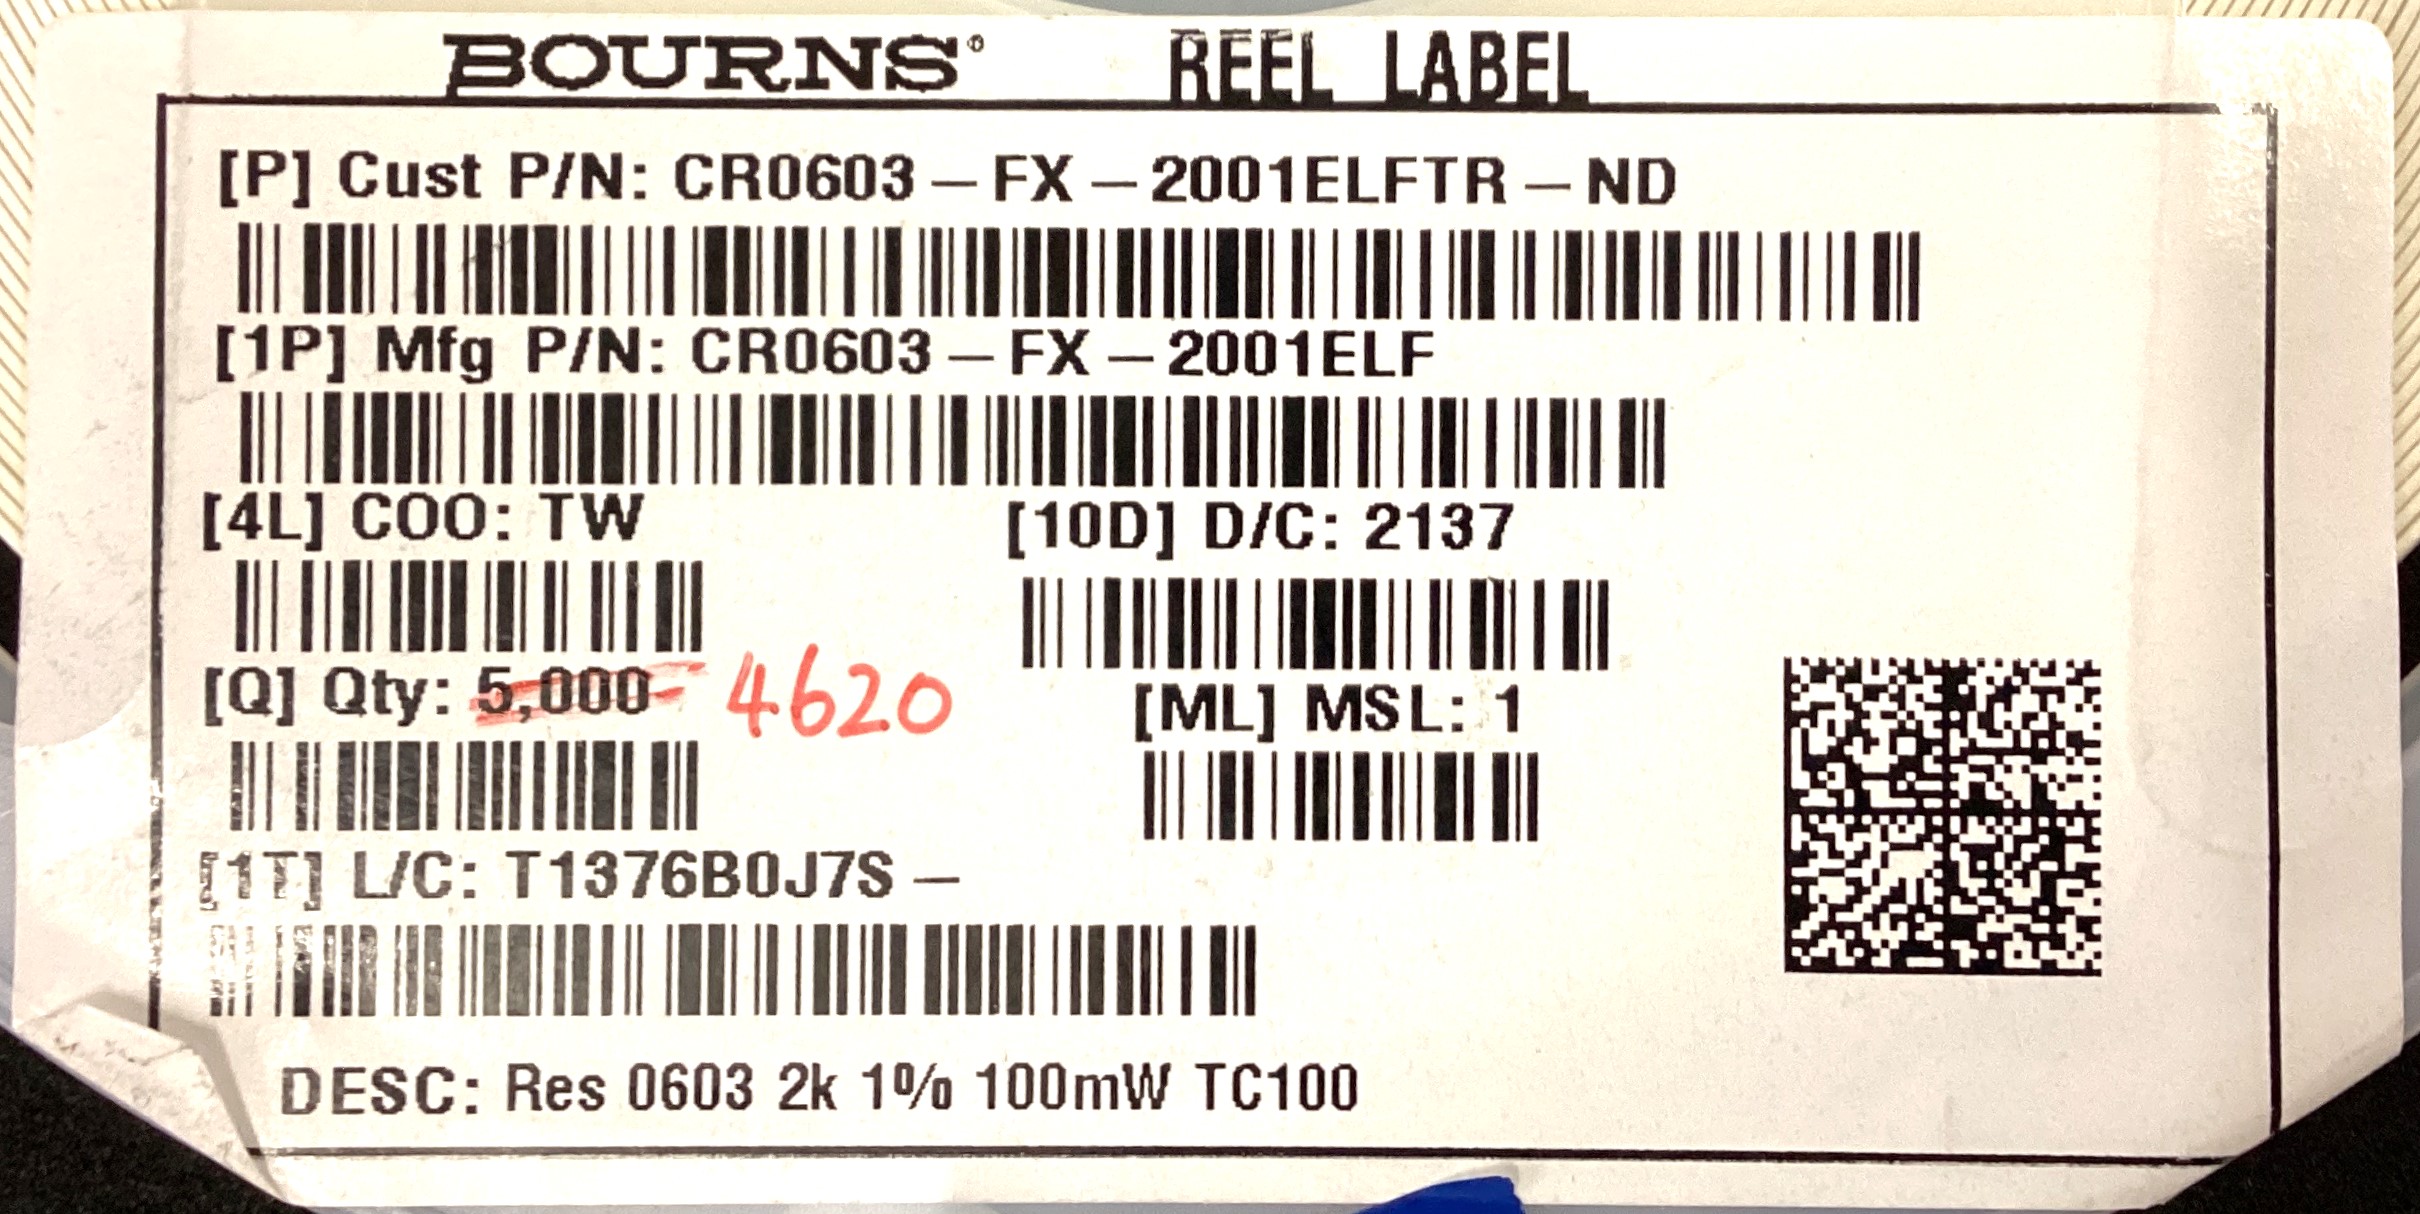 BOURNS® REEL LABEL
[P] Cust P/N: CR0603-FX-2001ELFTR-ND
[1P] Mfg P/N: CR0603-FX-2001ELF
[4L] COO: TW [10D] D/C: 2137
[Q] Qty: 5,000 4620 [ML] MSL: 1
[1T] L/C: T1376B0J7S-
DESC: Res 0603 2k 1% 100mW TC100